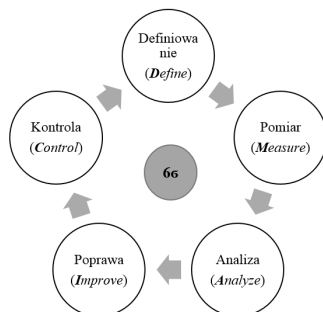 Definiowa
nie
(Define)
Pomiar
(Measure)
Analiza
(Analyze)
Poprawa
(Improve)
Kontrola
(Control)
6σ